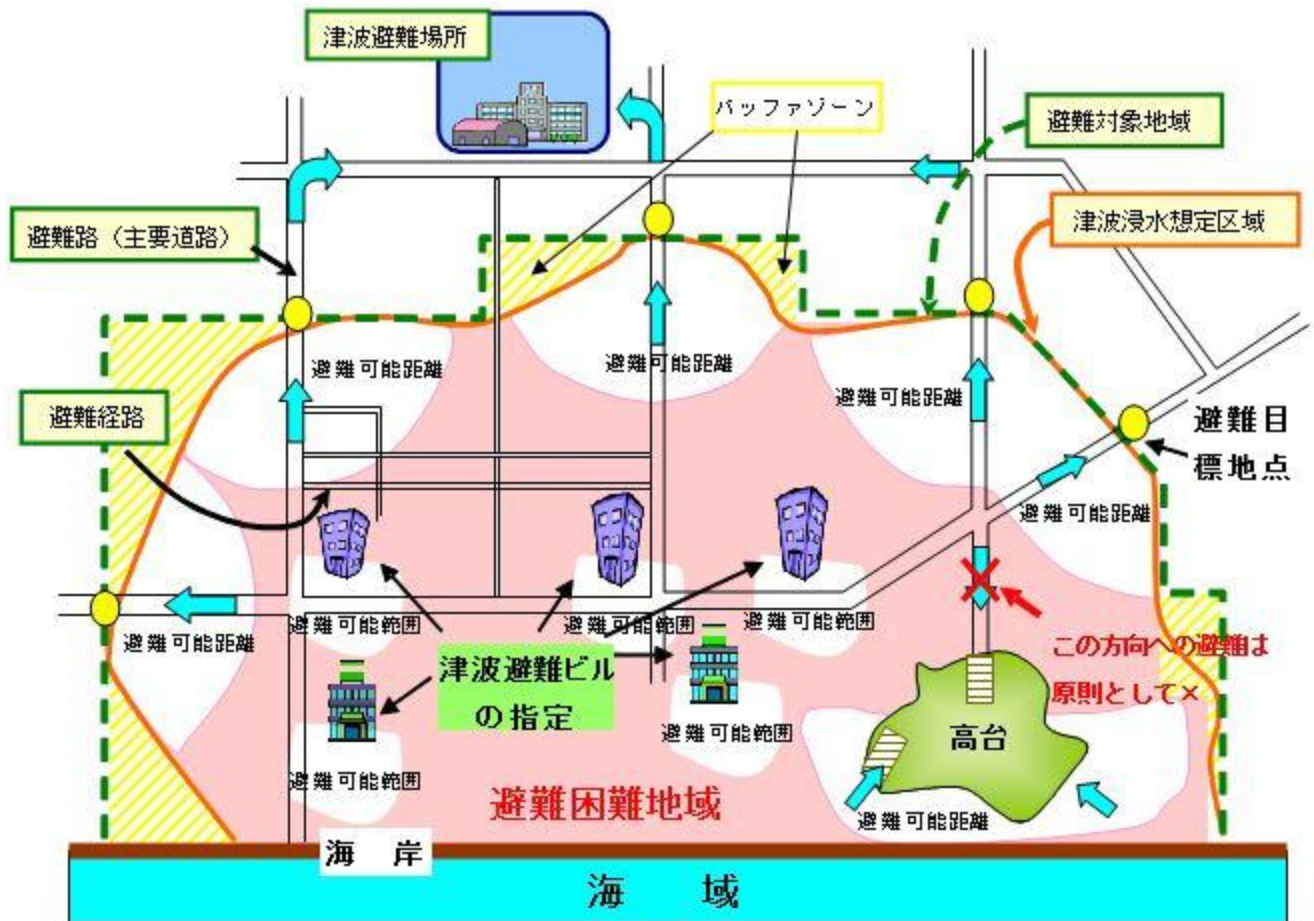 津波避難場所
バッファゾーン
避難対象地域
避難路（主要道路）
津波浸水想定区域
避難可能距離
避難可能距離
避難可能距離
避難経路
避難目
標地点
避難可能距離
避難可能距離
避難可能範囲
避難可能範囲
避難可能範囲
この方向への避難は
原則として×
津波避難ビル
の指定
避難可能範囲
高台
避難可能範囲
避難困難地域
避難可能距離
海　岸
海　域